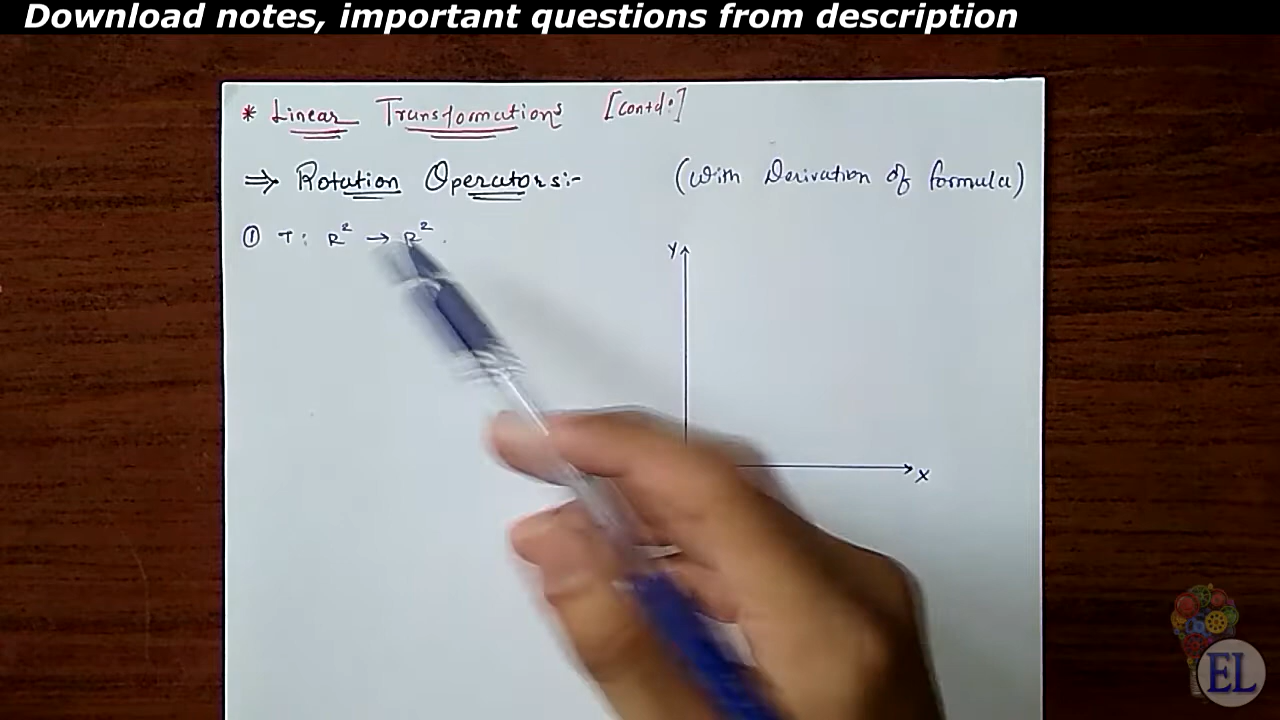 Download notes, important questions from description
* Linear Transformations [contd.]
⇒ Rotation Operators:- (With Derivation of formula)
① T: R² → R².
Y
X
EL